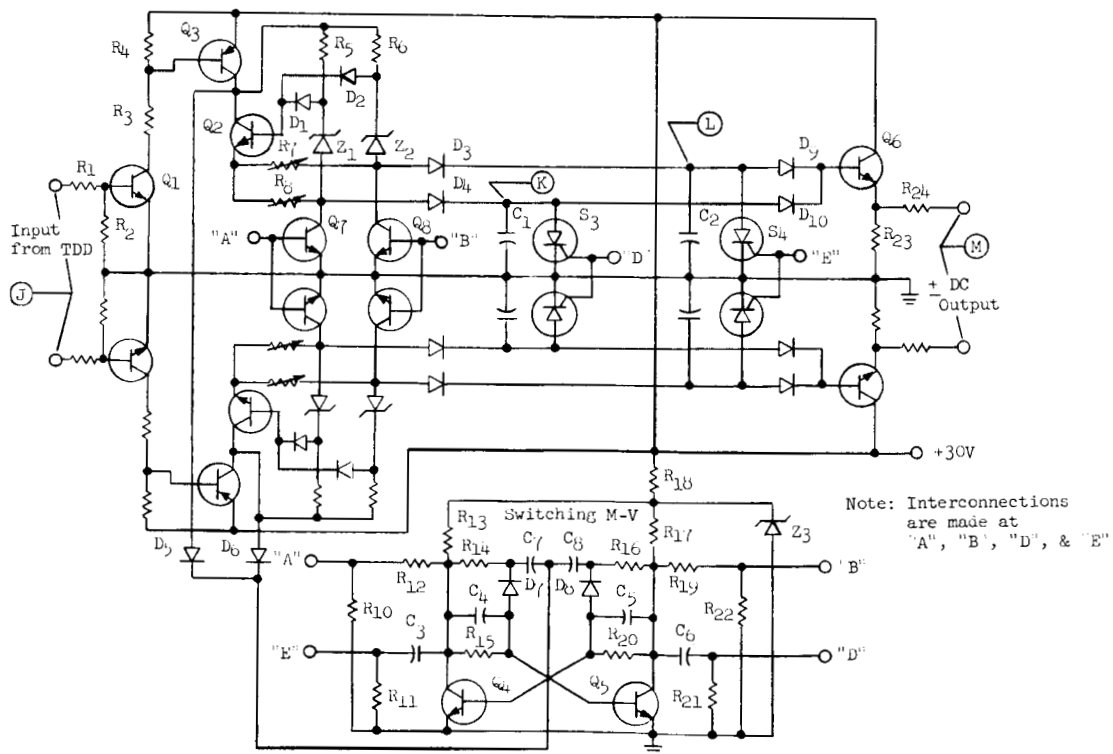 R4
Q3
R5
R6
D2
D1
R3
Q2
Z1
Z2
D3
L
D9
Q6
R1
Q1
R7
R8
D4
K
D10
R24
R2
Q7
Q8
C1
S3
C2
S4
R23
M
Input
from TDD
"A"
"B"
"D"
"E"
± DC
Output
J
+30V
R18
Note: Interconnections
are made at
"A", "B", "D", & "E"
R13
Switching M-V
R17
Z3
D5
D6
"A"
R14
C7
C8
R16
"B"
R12
D7
D8
R19
R10
C4
C5
R22
"E"
C3
R15
R20
C6
"D"
R11
Q4
Q5
R21